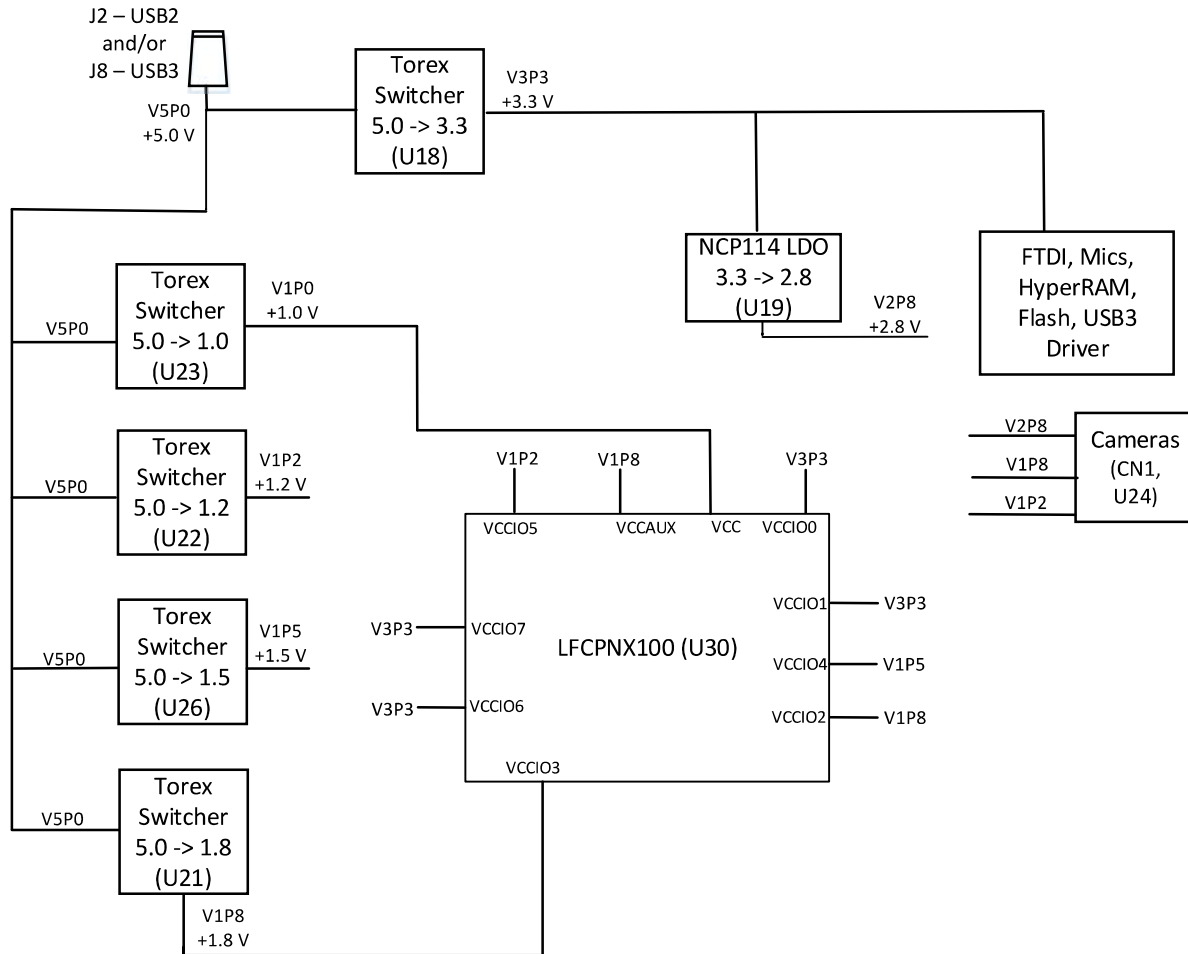 J2 – USB2
and/or
J8 – USB3
V5P0
+5.0 V
Torex
Switcher
5.0 -> 3.3
(U18)
V3P3
+3.3 V
NCP114 LDO
3.3 -> 2.8
(U19)
V2P8
+2.8 V
FTDI, Mics,
HyperRAM,
Flash, USB3
Driver
V5P0
Torex
Switcher
5.0 -> 1.0
(U23)
V1P0
+1.0 V
V5P0
Torex
Switcher
5.0 -> 1.2
(U22)
V1P2
+1.2 V
V5P0
Torex
Switcher
5.0 -> 1.5
(U26)
V1P5
+1.5 V
V5P0
Torex
Switcher
5.0 -> 1.8
(U21)
V1P8
+1.8 V
V2P8
V1P8
V1P2
Cameras
(CN1,
U24)
V1P2
V1P8
V3P3
VCCIO5
VCCAUX
VCC
VCCIO0
V3P3
VCCIO7
V3P3
VCCIO6
LFCPNX100 (U30)
VCCIO1
V3P3
VCCIO4
V1P5
VCCIO2
V1P8
VCCIO3